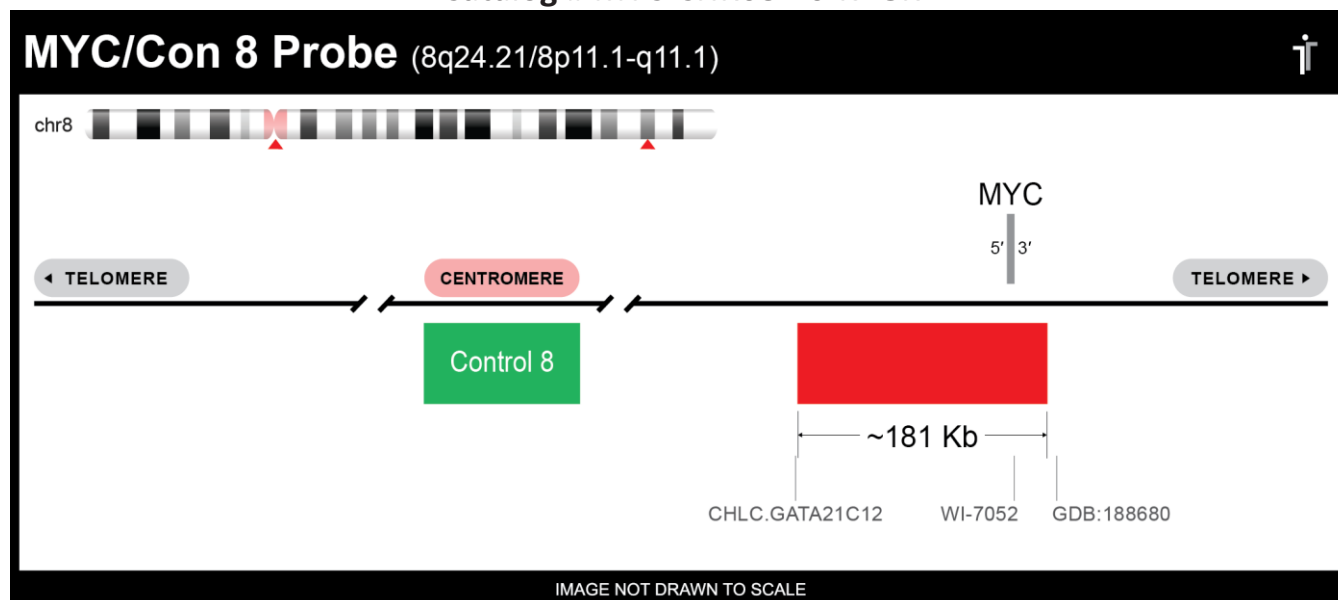 MYC/Con 8 Probe (8q24.21/8p11.1-q11.1)
chr8
MYC
5′ 3′
◂ TELOMERE
CENTROMERE
TELOMERE ▸
Control 8
~181 Kb
CHLC.GATA21C12
WI-7052
GDB:188680
IMAGE NOT DRAWN TO SCALE